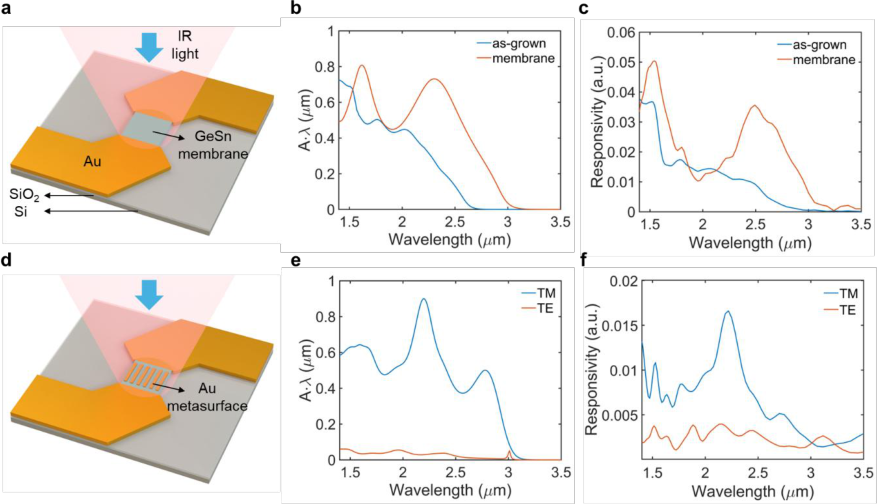 a
IR
light
GeSn
membrane
Au
SiO2
Si
b
A·λ (μm)
1
0.8
0.6
0.4
0.2
0
as-grown
membrane
1.5
2
2.5
3
3.5
Wavelength (μm)
c
Responsivity (a.u.)
0.06
0.05
0.04
0.03
0.02
0.01
0
as-grown
membrane
1.5
2
2.5
3
3.5
Wavelength (μm)
d
Au
metasurface
e
A·λ (μm)
1
0.8
0.6
0.4
0.2
0
TM
TE
1.5
2
2.5
3
3.5
Wavelength (μm)
f
Responsivity (a.u.)
0.02
0.015
0.01
0.005
TM
TE
1.5
2
2.5
3
3.5
Wavelength (μm)